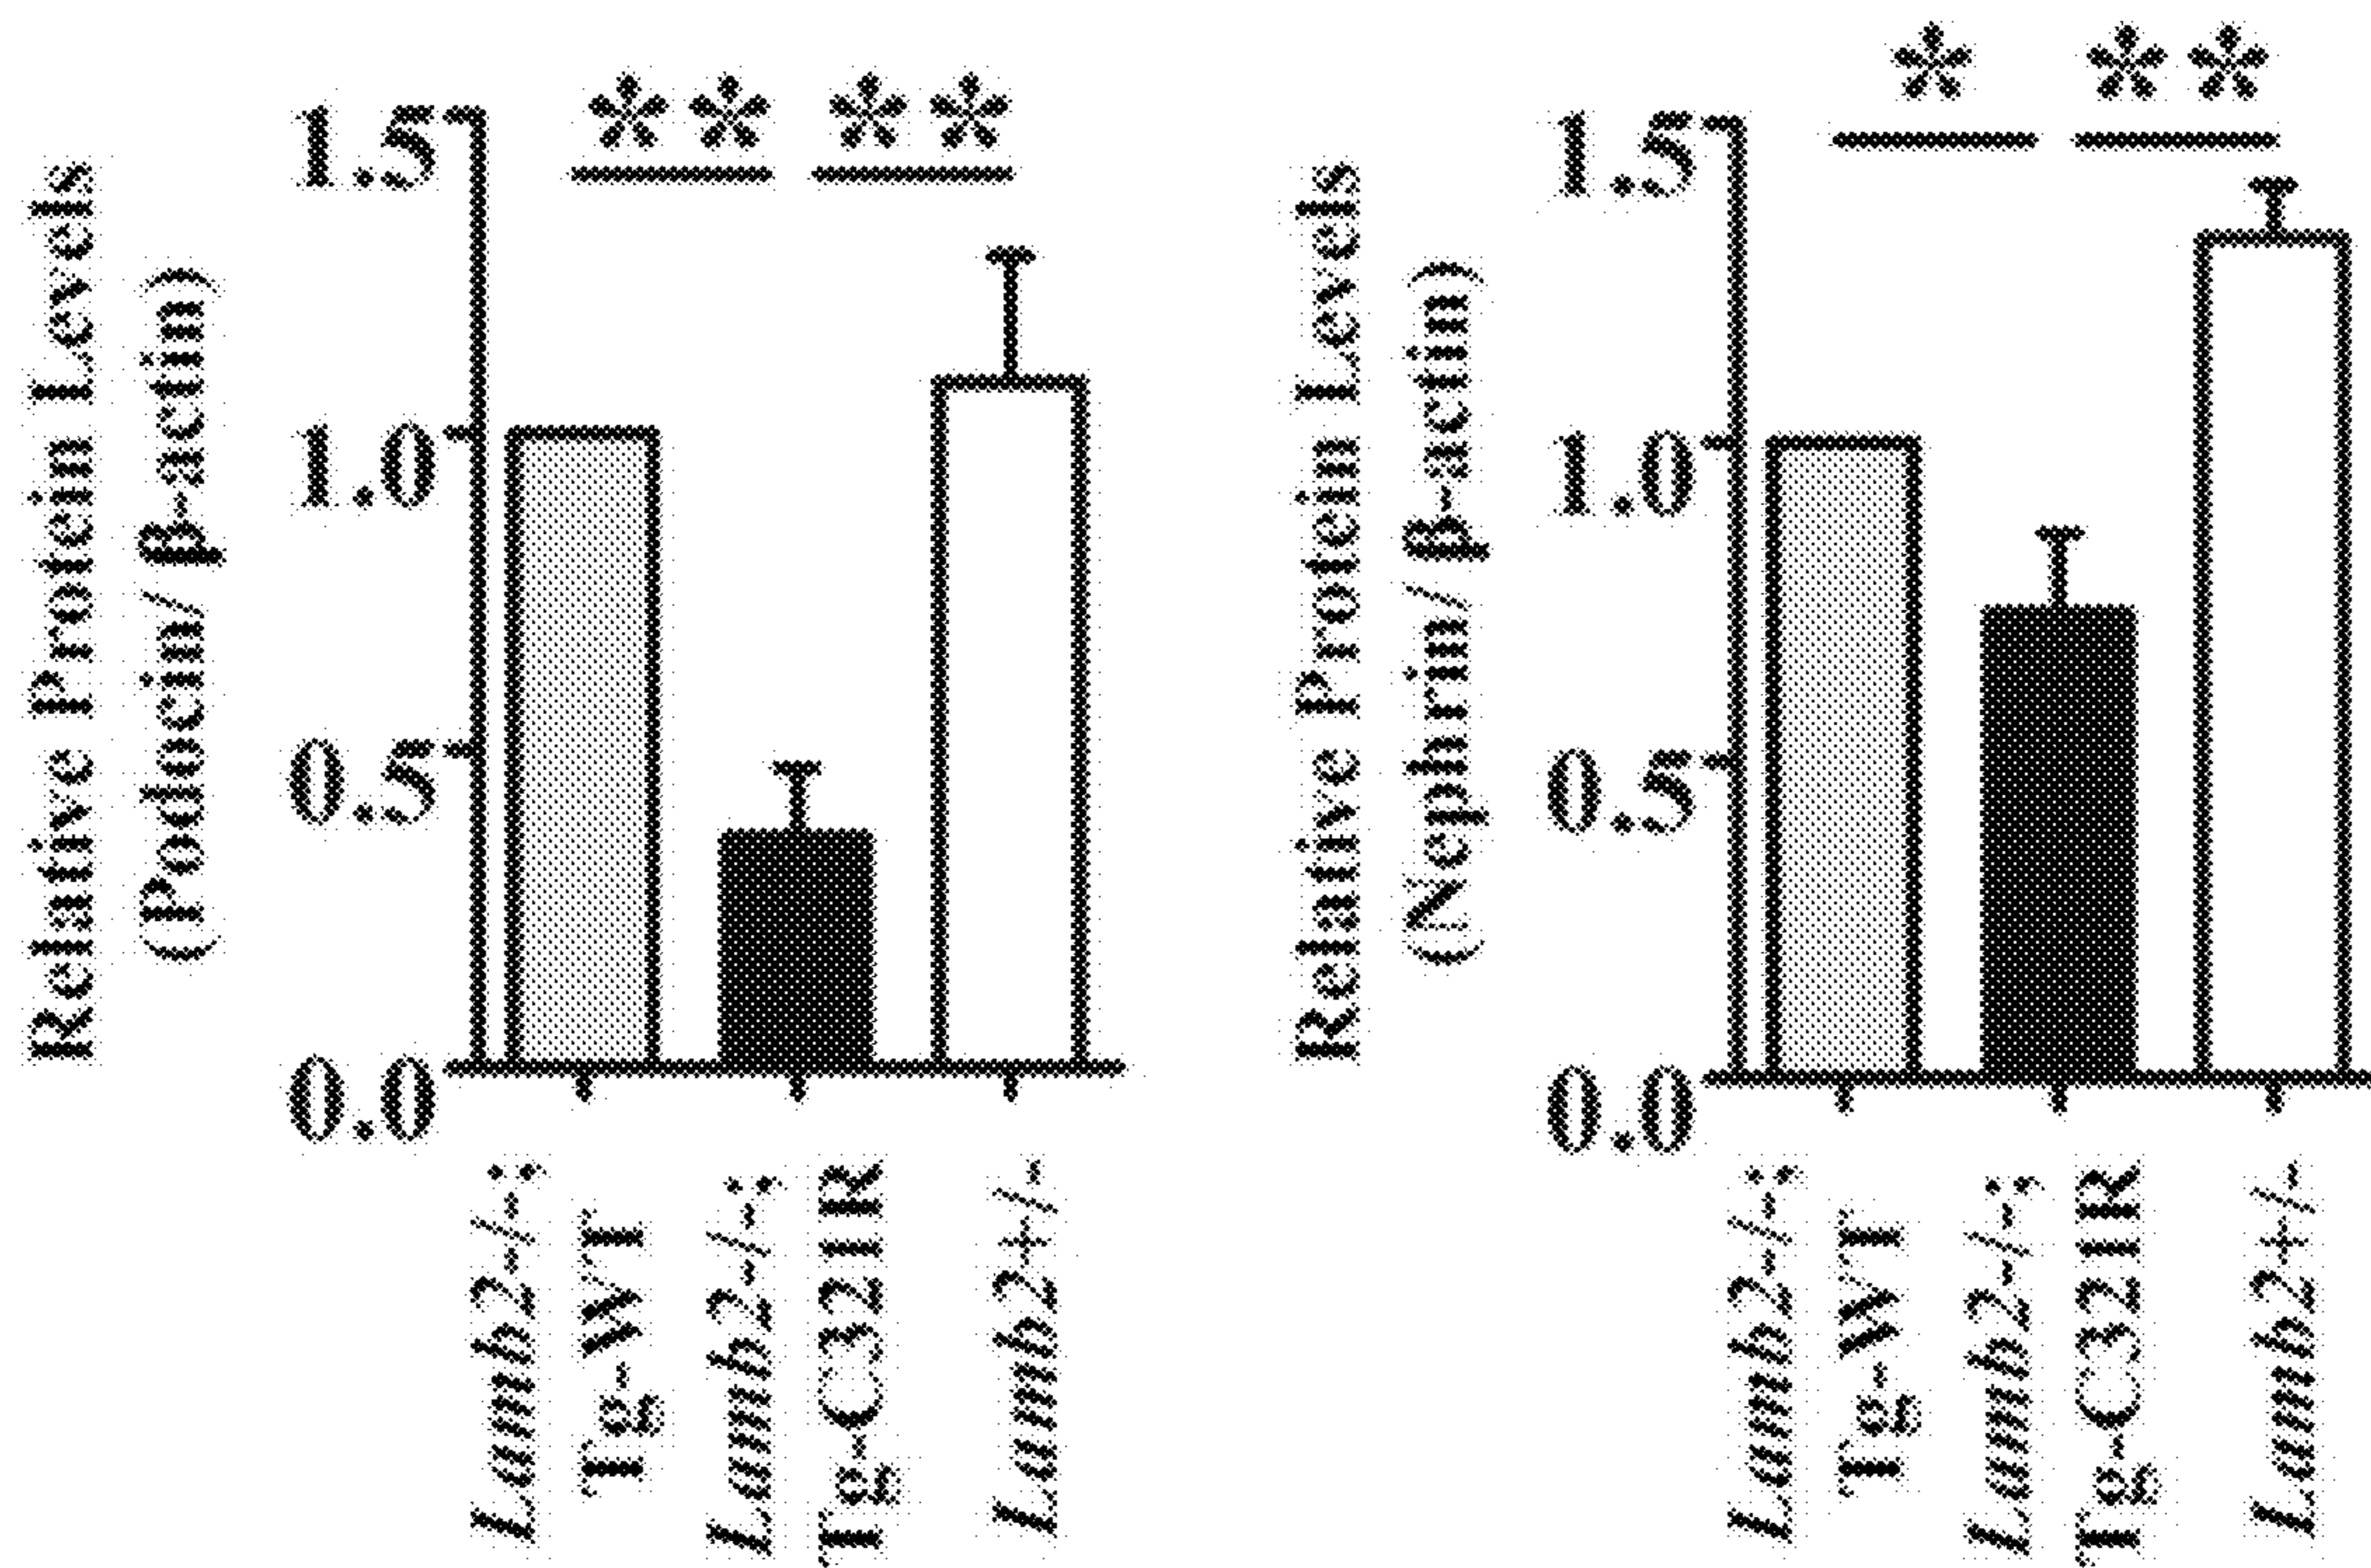 Relative Protein Levels
(Podocin/ β-actin)
1.5
1.0
0.5
0.0
** **
Lamb2-/-;
Tg-WT
Lamb2-/-;
Tg-C321R
Lamb2+/-
Relative Protein Levels
(Nephrin/ β-actin)
1.5
1.0
0.5
0.0
* **
Lamb2-/-;
Tg-WT
Lamb2-/-;
Tg-C321R
Lamb2+/-